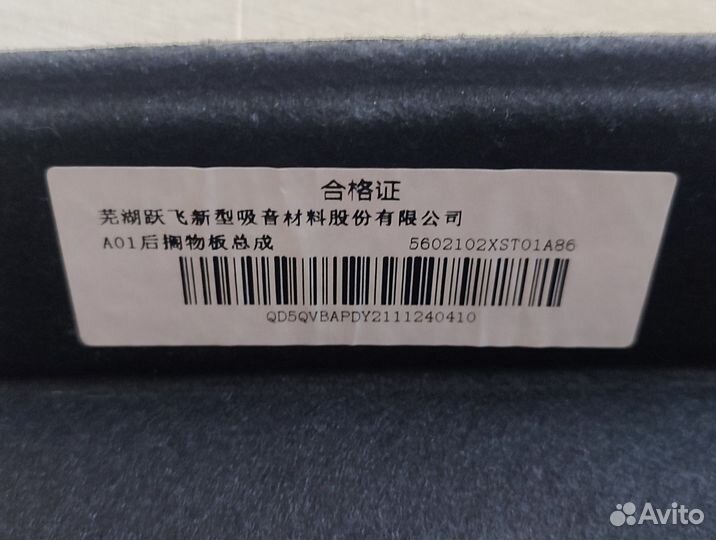 合格证
芜湖跃飞新型吸音材料股份有限公司
A01后搁物板总成 5602102XST01A86
QD5QVBAPDY2111240410
Avito